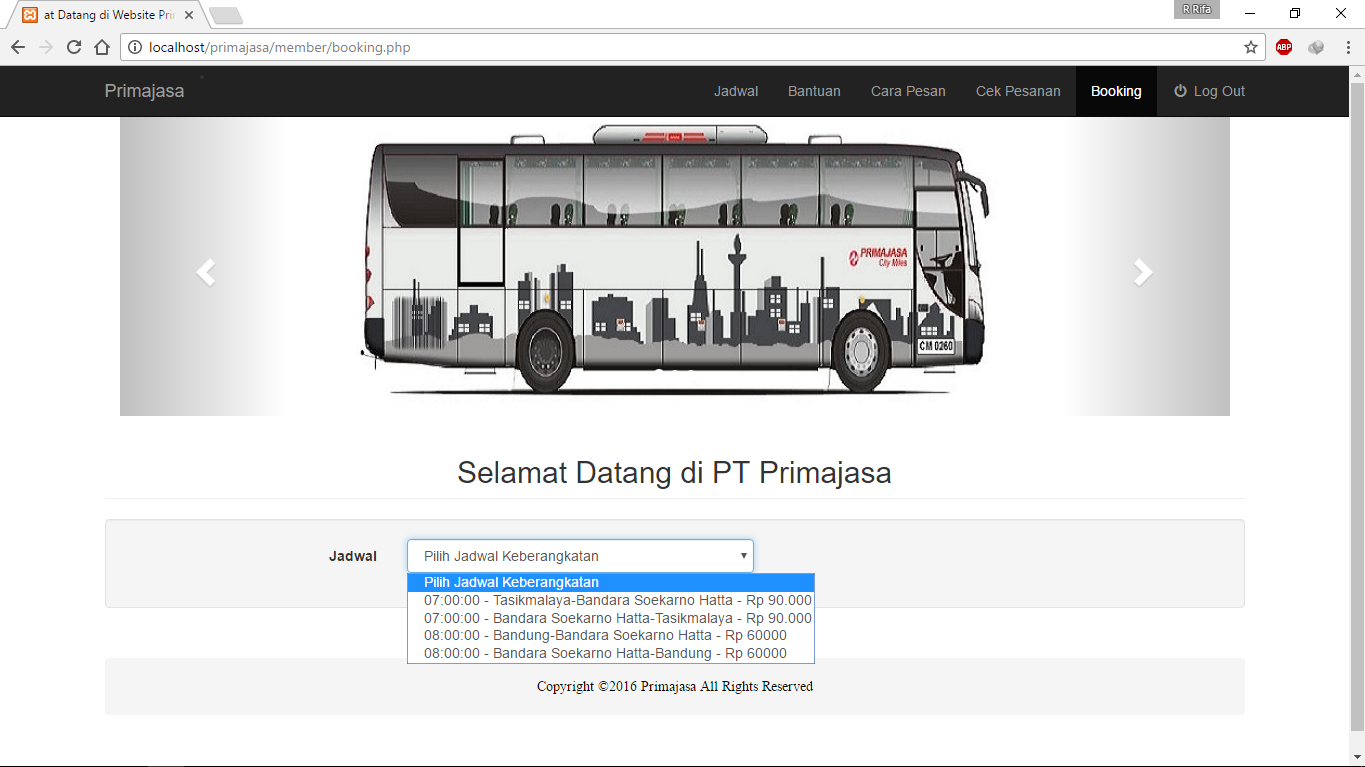 R Rifa
at Datang di Website Pri
localhost/primajasa/member/booking.php
ABP
Primajasa
Jadwal
Bantuan
Cara Pesan
Cek Pesanan
Booking
Log Out
PRIMAJASA
City Miles
CM 0260
Selamat Datang di PT Primajasa
Jadwal
Pilih Jadwal Keberangkatan
Pilih Jadwal Keberangkatan
07:00:00 - Tasikmalaya-Bandara Soekarno Hatta - Rp 90.000
07:00:00 - Bandara Soekarno Hatta-Tasikmalaya - Rp 90.000
08:00:00 - Bandung-Bandara Soekarno Hatta - Rp 60000
08:00:00 - Bandara Soekarno Hatta-Bandung - Rp 60000
Copyright ©2016 Primajasa All Rights Reserved